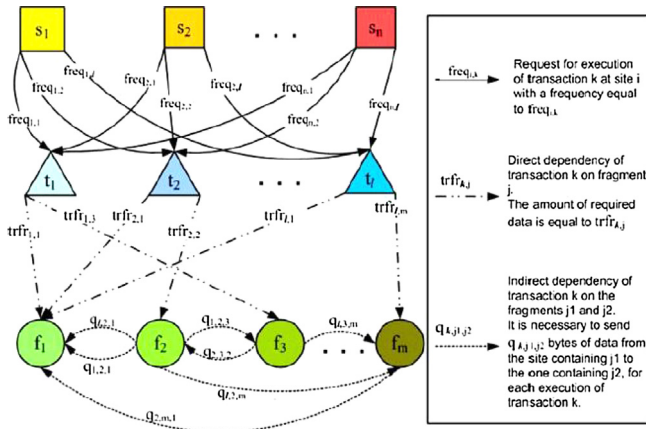 s1 s2 . . . sn
freq1,1 freq1,2 freq1,l freq2,1 freq2,2 freq2,l freqn,1 freqn,2 freqn,l
t1 t2 . . . tl
trfr1,1 trfr1,3 trfr2,1 trfr2,2 trfrl,1 trfrl,m
f1 f2 f3 . . . fm
ql,2,1 q1,2,3 ql,3,m
q1,2,1 q2,3,2
ql,2,m
q2,m,1
freqi,k
Request for execution
of transaction k at site i
with a frequency equal
to freqi,k
trfrk,j
Direct dependency of
transaction k on fragment
j.
The amount of required
data is equal to trfrk,j
qk,j1,j2
Indirect dependency of
transaction k on the
fragments j1 and j2.
It is necessary to send
qk,j1,j2 bytes of data from
the site containing j1 to
the one containing j2, for
each execution of
transaction k.